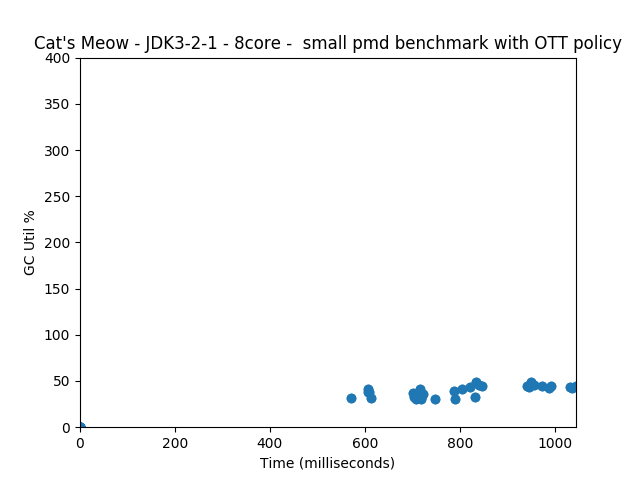 Cat's Meow - JDK3-2-1 - 8core -  small pmd benchmark with OTT policy
400
350
300
250
200
150
100
50
0
GC Util %
0 200 400 600 800 1000
Time (milliseconds)